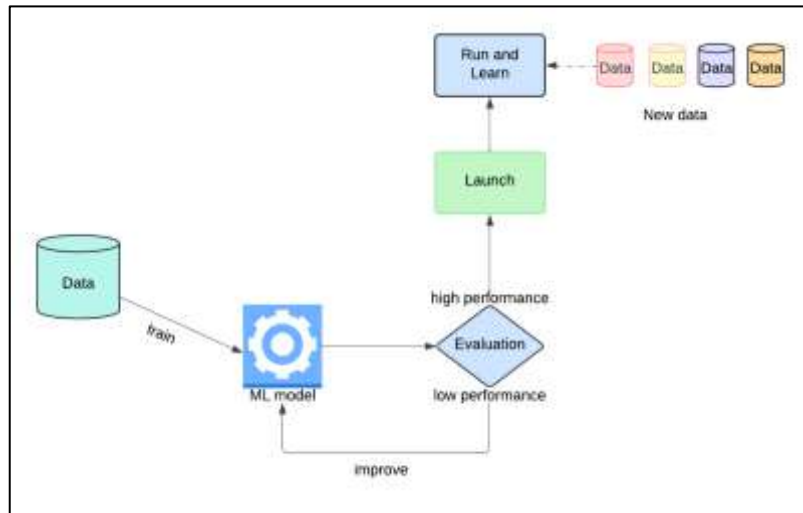 Run and
Learn
Data
Data
Data
Data
New data
Launch
Data
train
high performance
Evaluation
ML model
low performance
improve